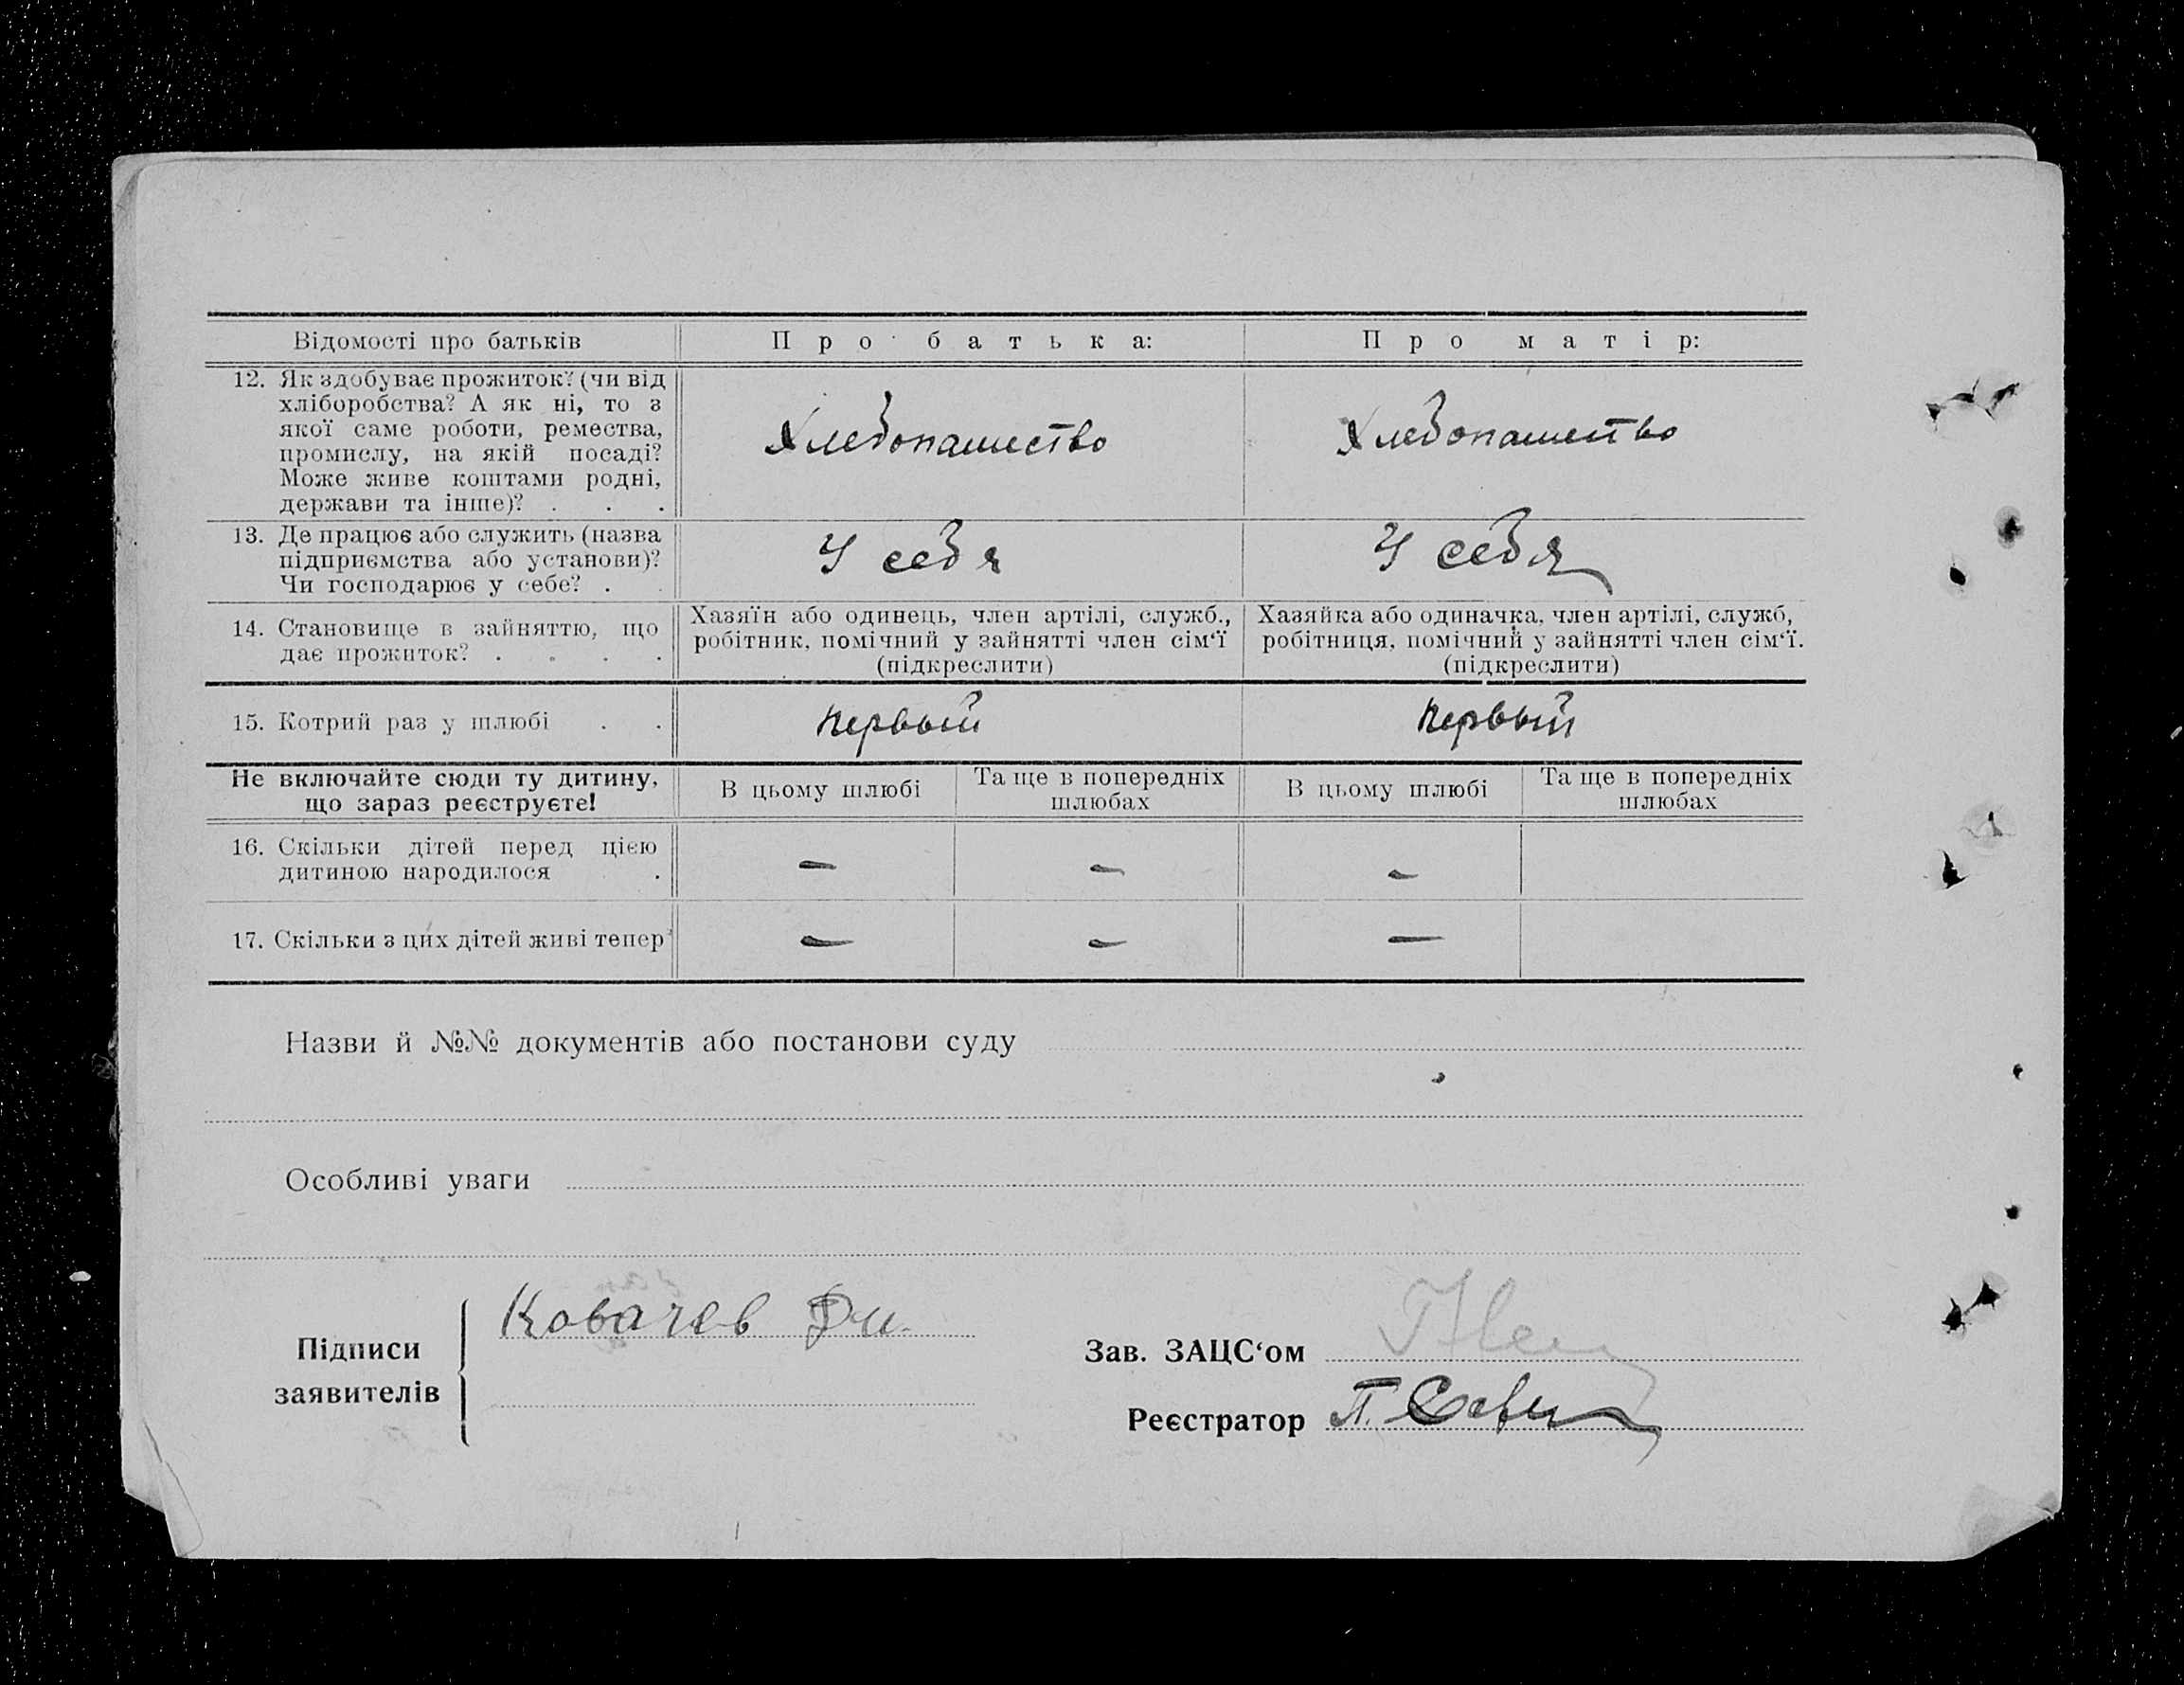 Відомості про батьків
Про батька:
Про матір:
12. Як здобуває прожиток? (чи від
хліборобства? А як ні, то з
якої саме роботи, ремества,
промислу, на якій посаді?
Може живе коштами родні,
держави та інше)? . . .
Хлебопашество
Хлебопашество
13. Де працює або служить (назва
підприємства або установи)?
Чи господарює у себе? .
У себя
У себя
14. Становище в зайняттю, що
дає прожиток? . . . .
Хазяїн або одинець, член артілі, служб.,
робітник, помічний у зайнятті член сім‘ї
(підкреслити)
Хазяйка або одиначка, член артілі, служб,
робітниця, помічний у зайнятті член сім‘ї.
(підкреслити)
15. Котрий раз у шлюбі . .
первый
первый
Не включайте сюди ту дитину,
що зараз реєструєте!
В цьому шлюбі
Та ще в попередніх
шлюбах
В цьому шлюбі
Та ще в попередніх
шлюбах
16. Скільки дітей перед цією
дитиною народилося .
— — —
17. Скільки з цих дітей живі тепер
— — —
Назви й №№ документів або постанови суду
Особливі уваги
Підписи
заявителів
Ковачев
Зав. ЗАЦС‘ом
Реєстратор П.